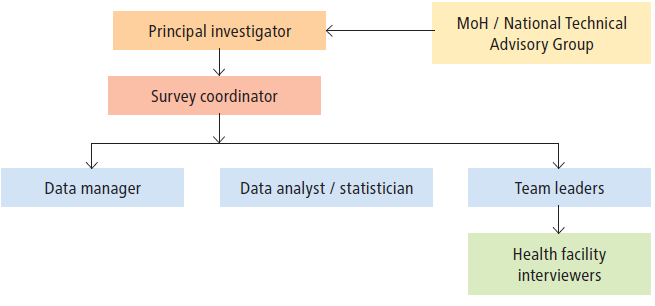 Principal investigator
MoH / National Technical
Advisory Group
Survey coordinator
Data manager
Data analyst / statistician
Team leaders
Health facility
interviewers